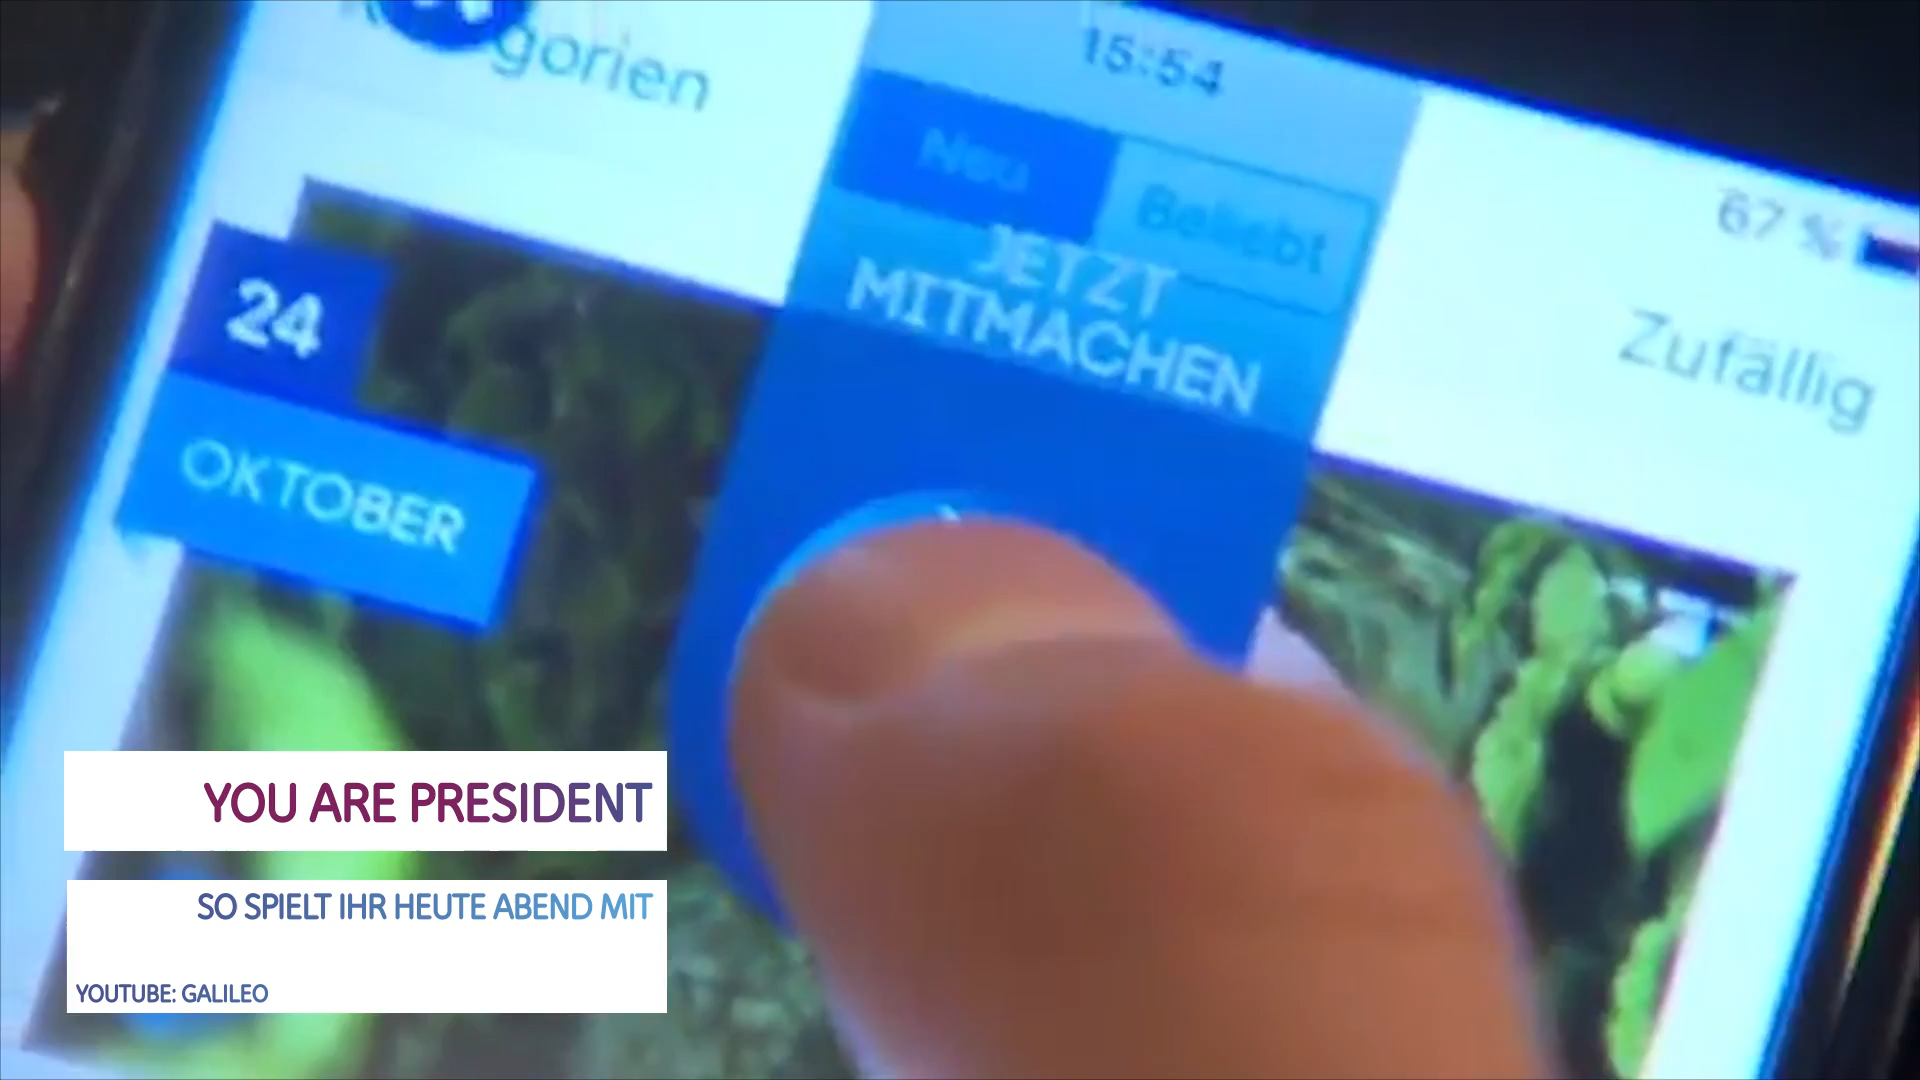 gorien
15:54
67 %
Neu
Beliebt
Zufällig
JETZT
MITMACHEN
24
OKTOBER
YOU ARE PRESIDENT
SO SPIELT IHR HEUTE ABEND MIT
YOUTUBE: GALILEO